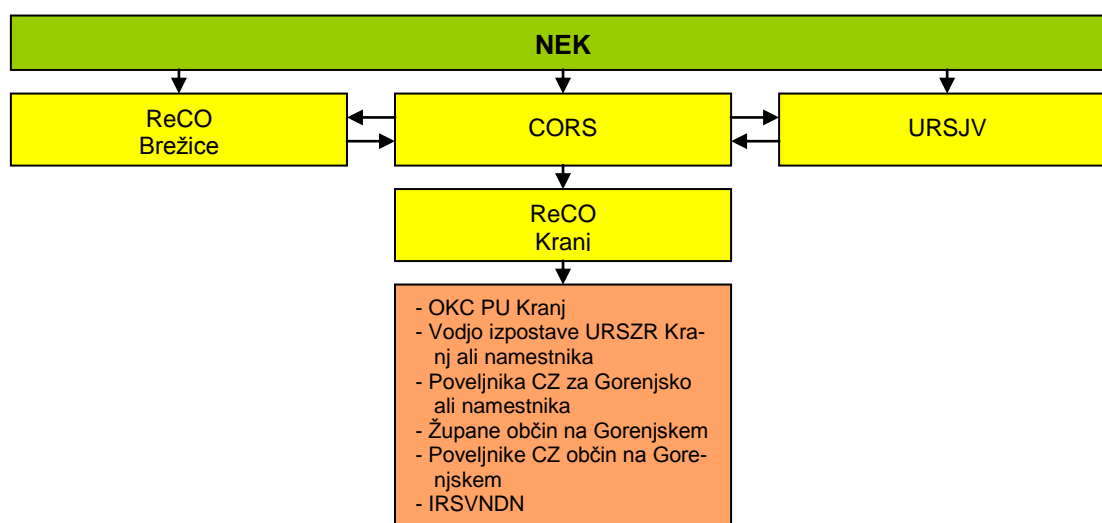 NEK
ReCO
Brežice
CORS
URSJV
ReCO
Kranj
- OKC PU Kranj
- Vodjo izpostave URSZR Kra-
nj ali namestnika
- Poveljnika CZ za Gorenjsko
ali namestnika
- Župane občin na Gorenjskem
- Poveljnike CZ občin na Gore-
njskem
- IRSVNDN